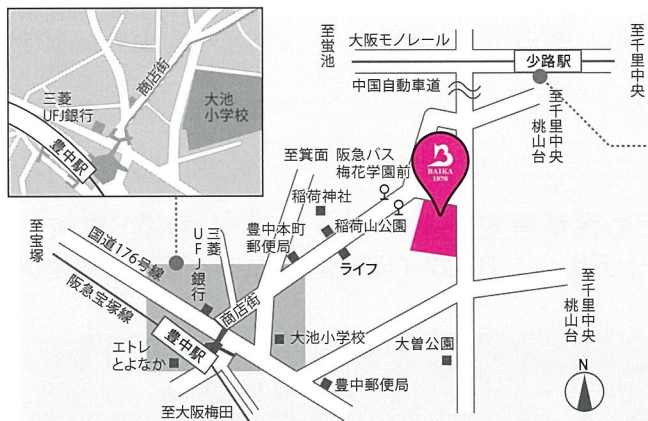 三菱
UFJ銀行
商店街
大池
小学校
豊中駅
至蛍池
大阪モノレール
少路駅
至千里中央
中国自動車道
至千里中央
桃山台
至箕面
阪急バス
梅花学園前
BAIKA
1878
稲荷神社
稲荷山公園
豊中本町
郵便局
ライフ
至宝塚
国道176号線
三菱
UFJ銀行
商店街
阪急宝塚線
豊中駅
エトレ
とよなか
大池小学校
大曽公園
至千里中央
桃山台
豊中郵便局
至大阪梅田
N